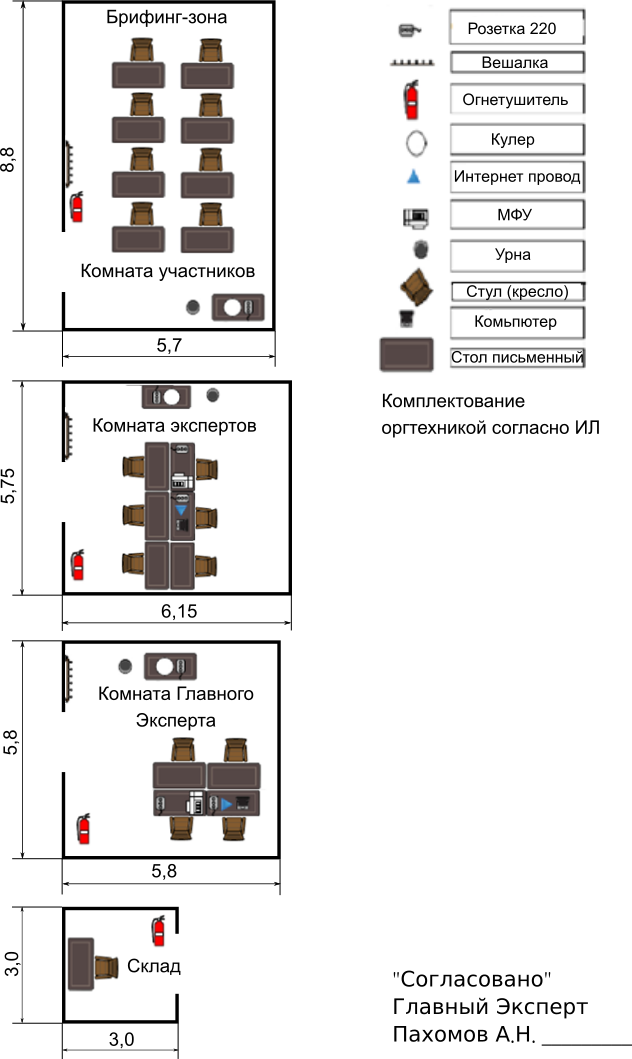 Брифинг-зона
8,8
Комната участников
5,7
Комната экспертов
5,75
6,15
Комната Главного
Эксперта
5,8
5,8
Склад
3,0
3,0
Розетка 220
Вешалка
Огнетушитель
Кулер
Интернет провод
МФУ
Урна
Стул (кресло)
Комьпютер
Стол письменный
Комплектование
оргтехникой согласно ИЛ
"Согласовано"
Главный Эксперт
Пахомов А.Н. ________